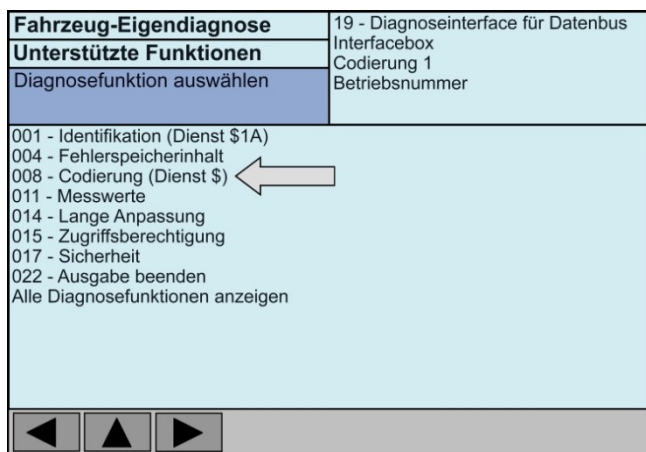 Fahrzeug-Eigendiagnose
Unterstützte Funktionen
Diagnosefunktion auswählen
19 - Diagnoseinterface für Datenbus
Interfacebox
Codierung 1
Betriebsnummer
001 - Identifikation (Dienst $1A)
004 - Fehlerspeicherinhalt
008 - Codierung (Dienst $)
011 - Messwerte
014 - Lange Anpassung
015 - Zugriffsberechtigung
017 - Sicherheit
022 - Ausgabe beenden
Alle Diagnosefunktionen anzeigen